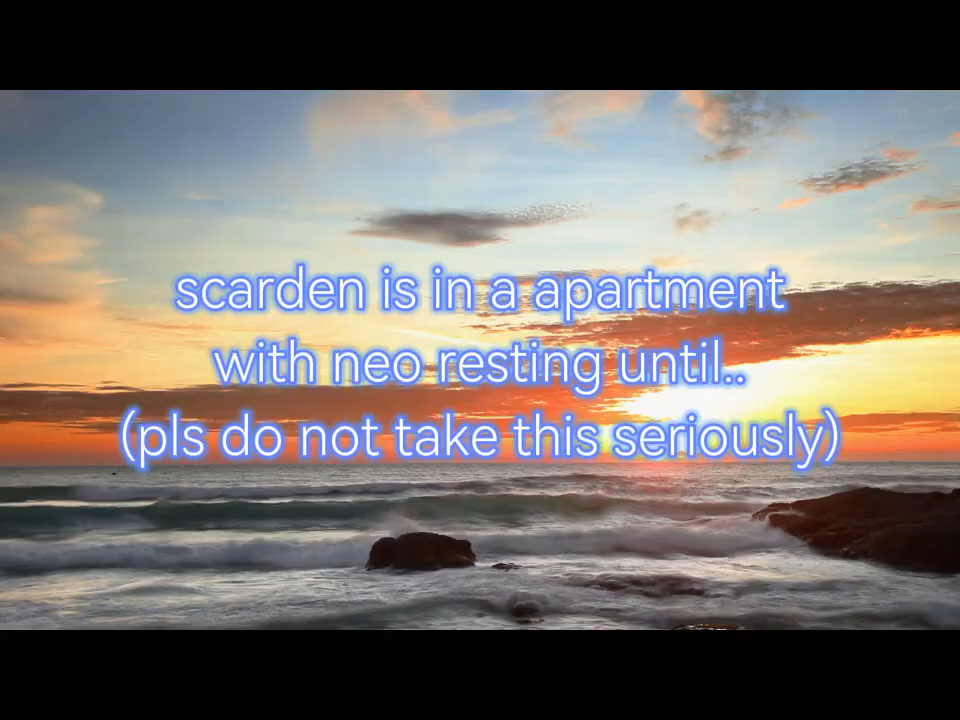 scarden is in a apartment
with neo resting until..
(pls do not take this seriously)